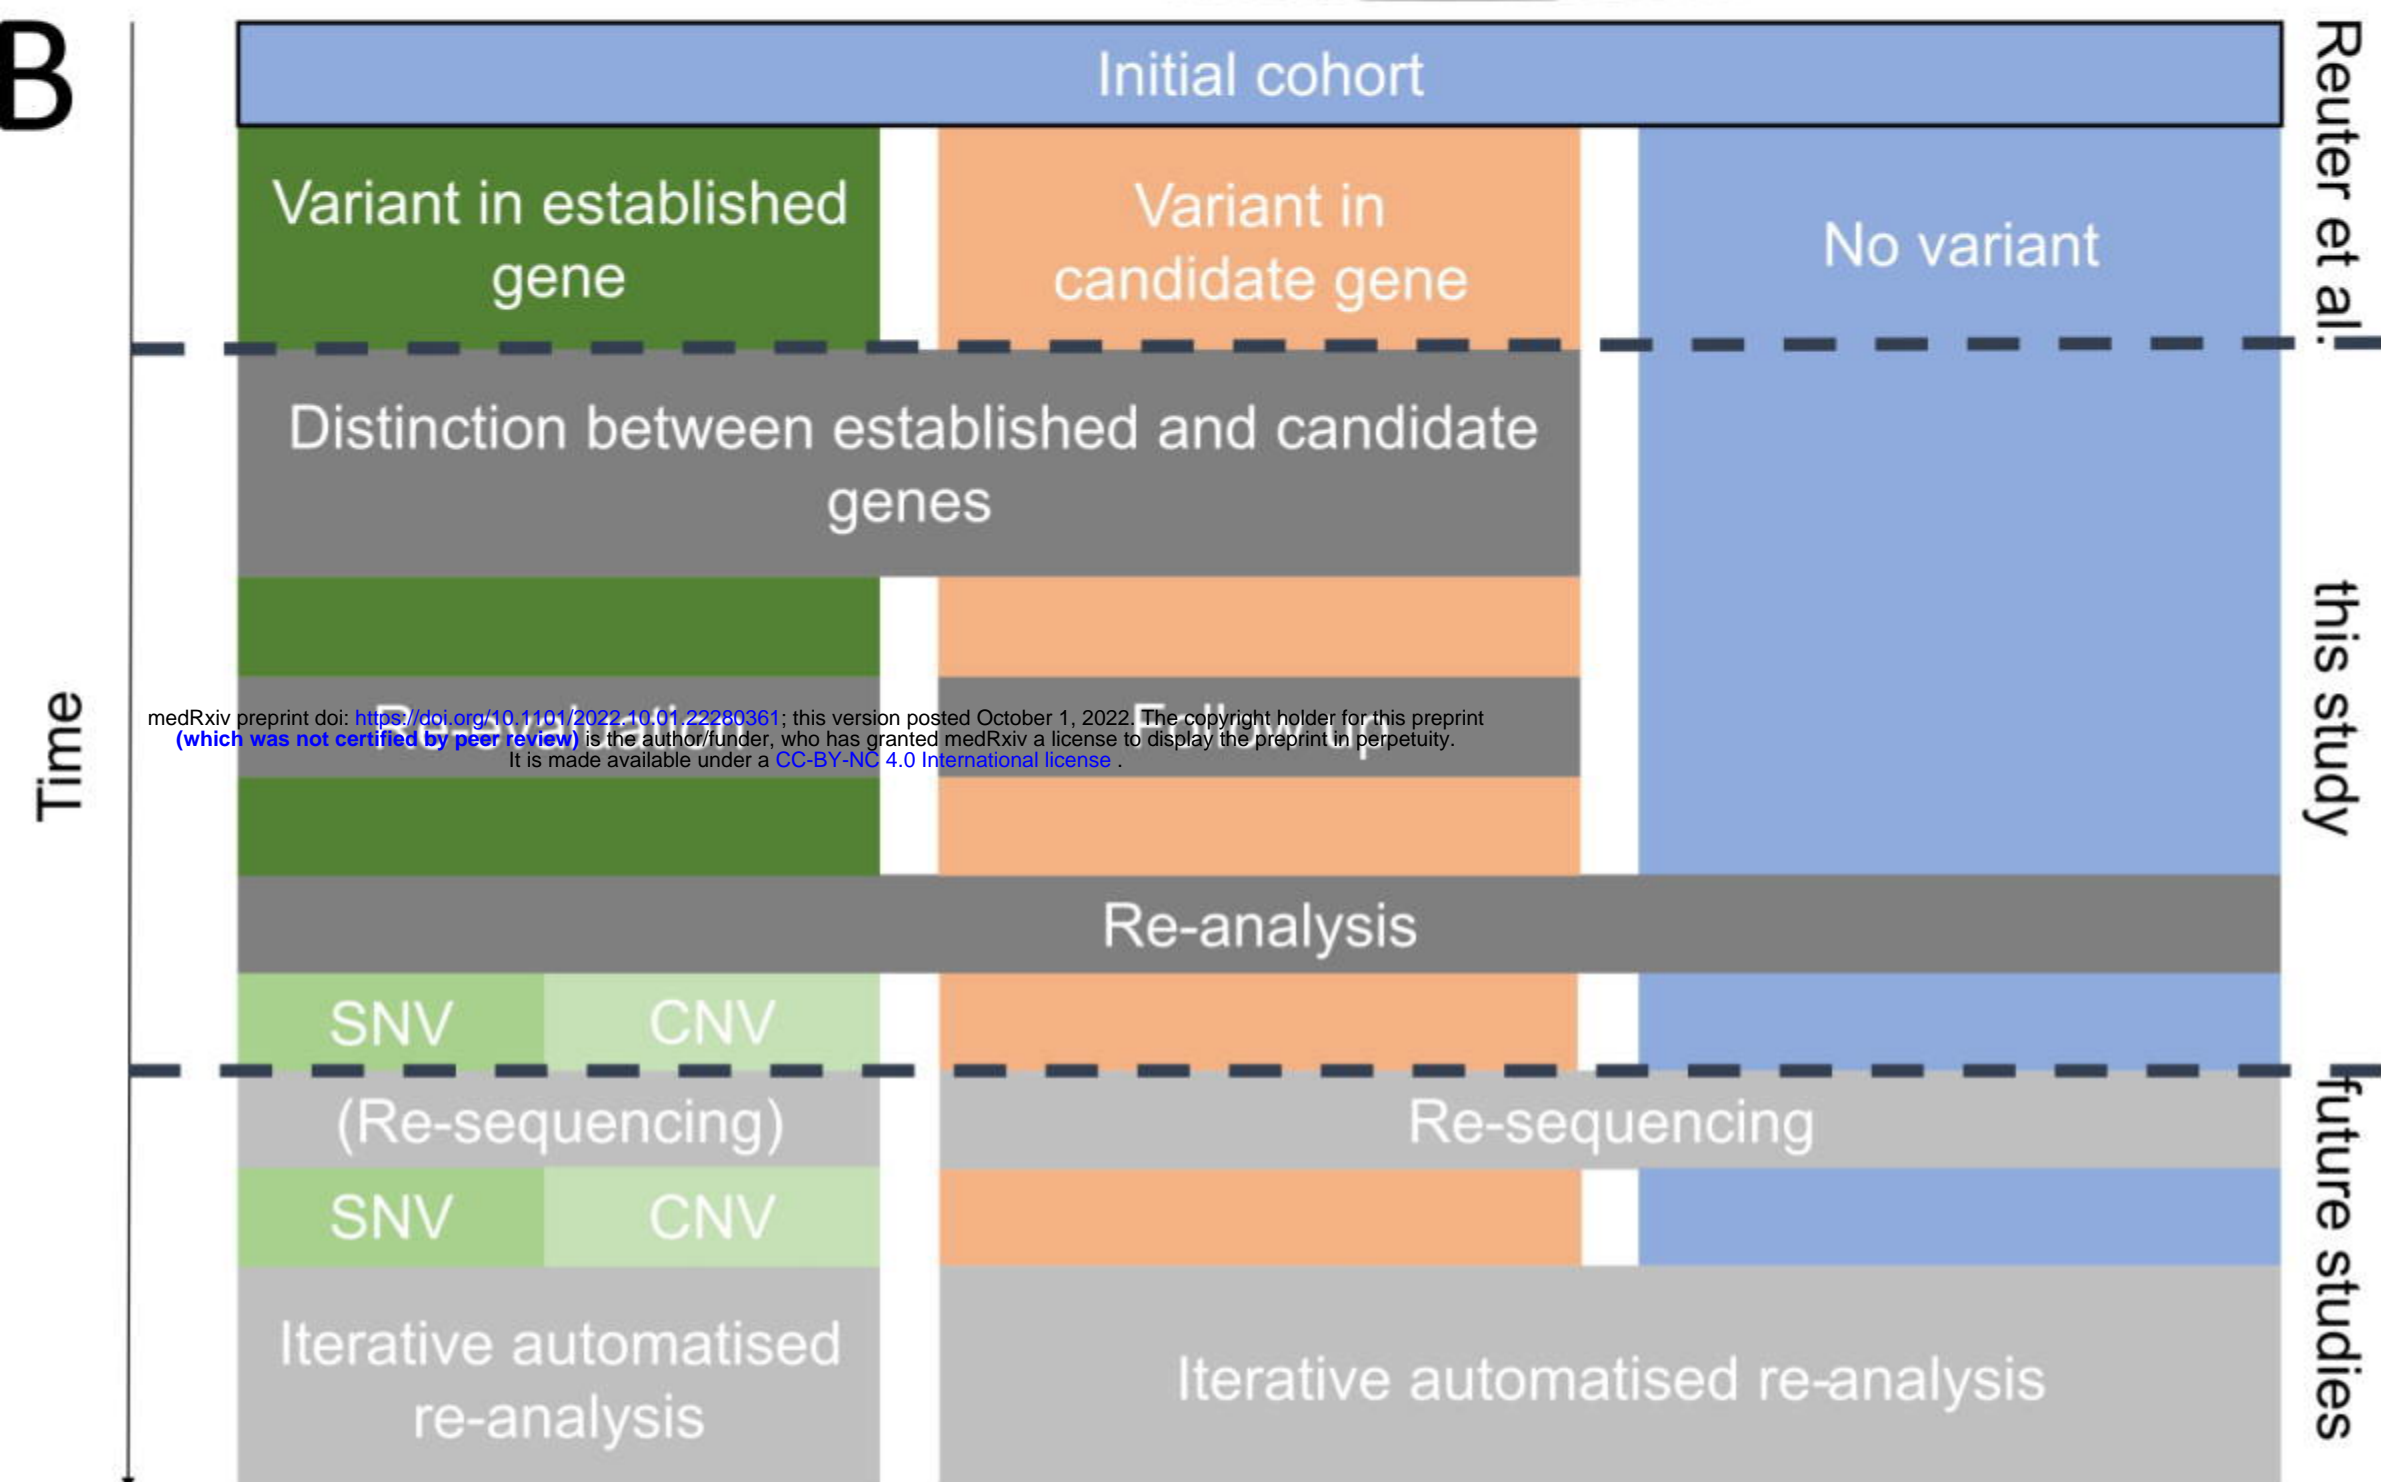 B
Initial cohort
Reuter et al.
Variant in established
gene
Variant in
candidate gene
No variant
Distinction between established and candidate
genes
this study
Time
Re-evaluation
Follow up
medRxiv preprint doi: https://doi.org/10.1101/2022.10.01.22280361; this version posted October 1, 2022. The copyright holder for this preprint
(which was not certified by peer review) is the author/funder, who has granted medRxiv a license to display the preprint in perpetuity.
It is made available under a CC-BY-NC 4.0 International license .
Re-analysis
SNV
CNV
(Re-sequencing)
Re-sequencing
future studies
SNV
CNV
Iterative automatised
re-analysis
Iterative automatised re-analysis